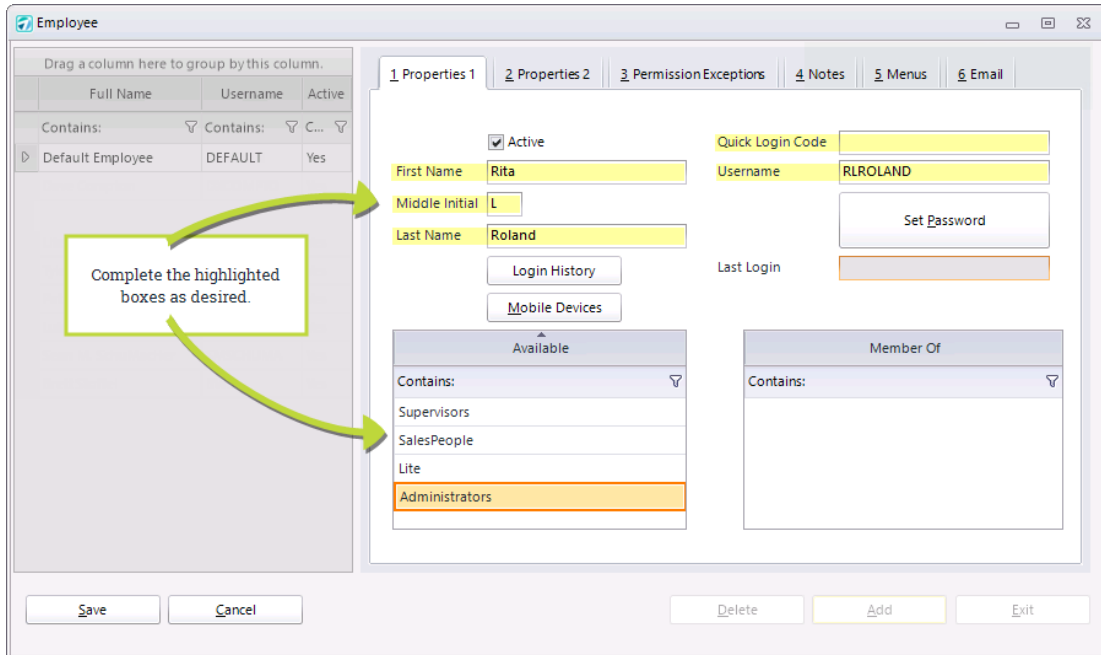 Employee
Drag a column here to group by this column.
Full Name Username Active
Contains: Contains: C...
Default Employee DEFAULT Yes
Complete the highlighted
boxes as desired.
1 Properties 1 2 Properties 2 3 Permission Exceptions 4 Notes 5 Menus 6 Email
Active Quick Login Code
First Name Rita Username RLROLAND
Middle Initial L Set Password
Last Name Roland
Login History Last Login
Mobile Devices
Available Member Of
Contains: Contains:
Supervisors
SalesPeople
Lite
Administrators
Save Cancel Delete Add Exit